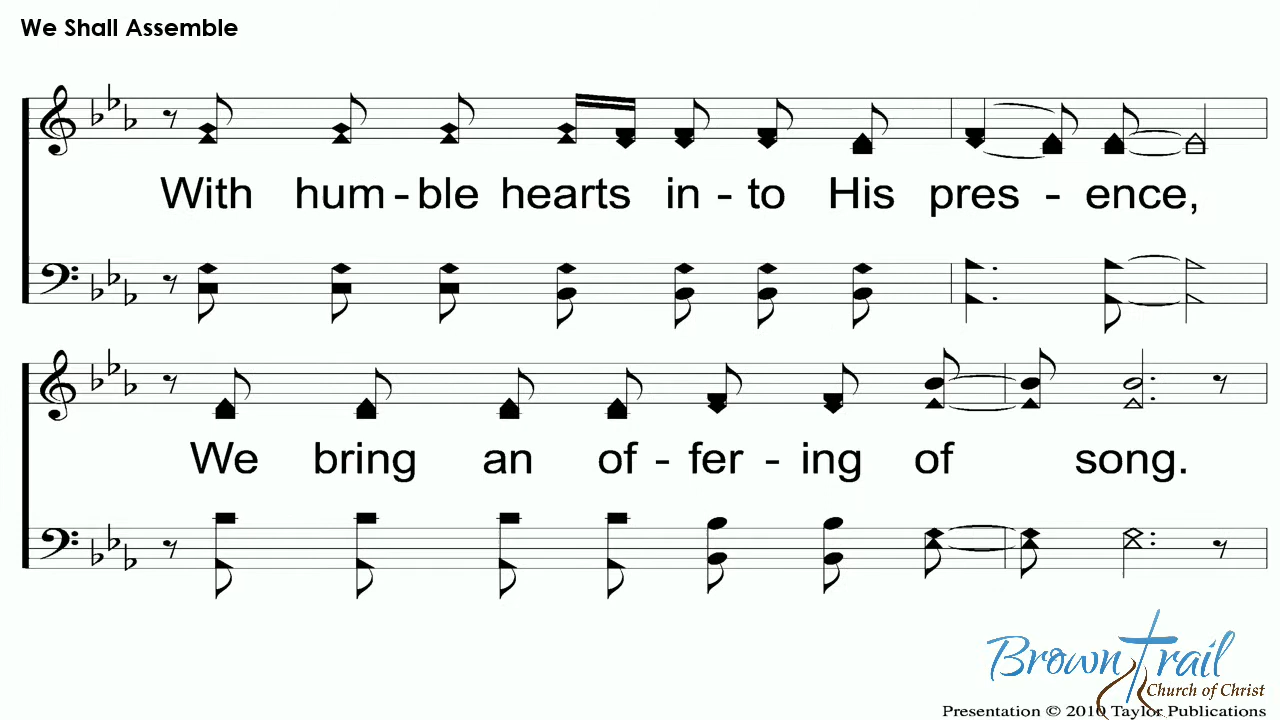 We Shall Assemble
With hum - ble hearts in - to His pres - ence,
We bring an of - fer - ing of song.
Brown Trail
Church of Christ
Presentation © 2010 Taylor Publications